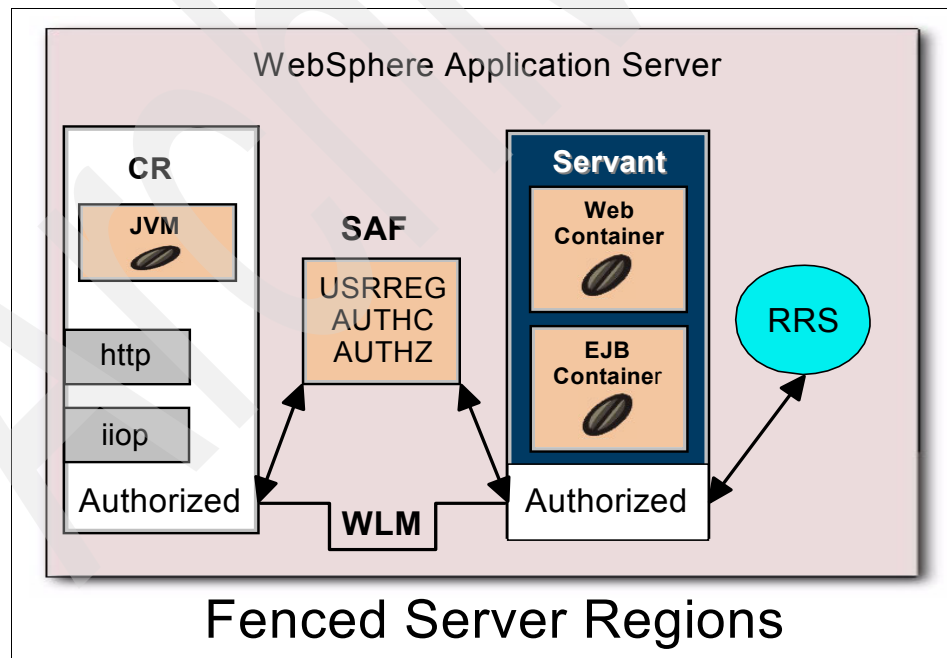 WebSphere Application Server
CR
JVM
http
iiop
Authorized
SAF
USRREG
AUTHC
AUTHZ
WLM
Servant
Web
Container
EJB
Container
Authorized
RRS
Fenced Server Regions